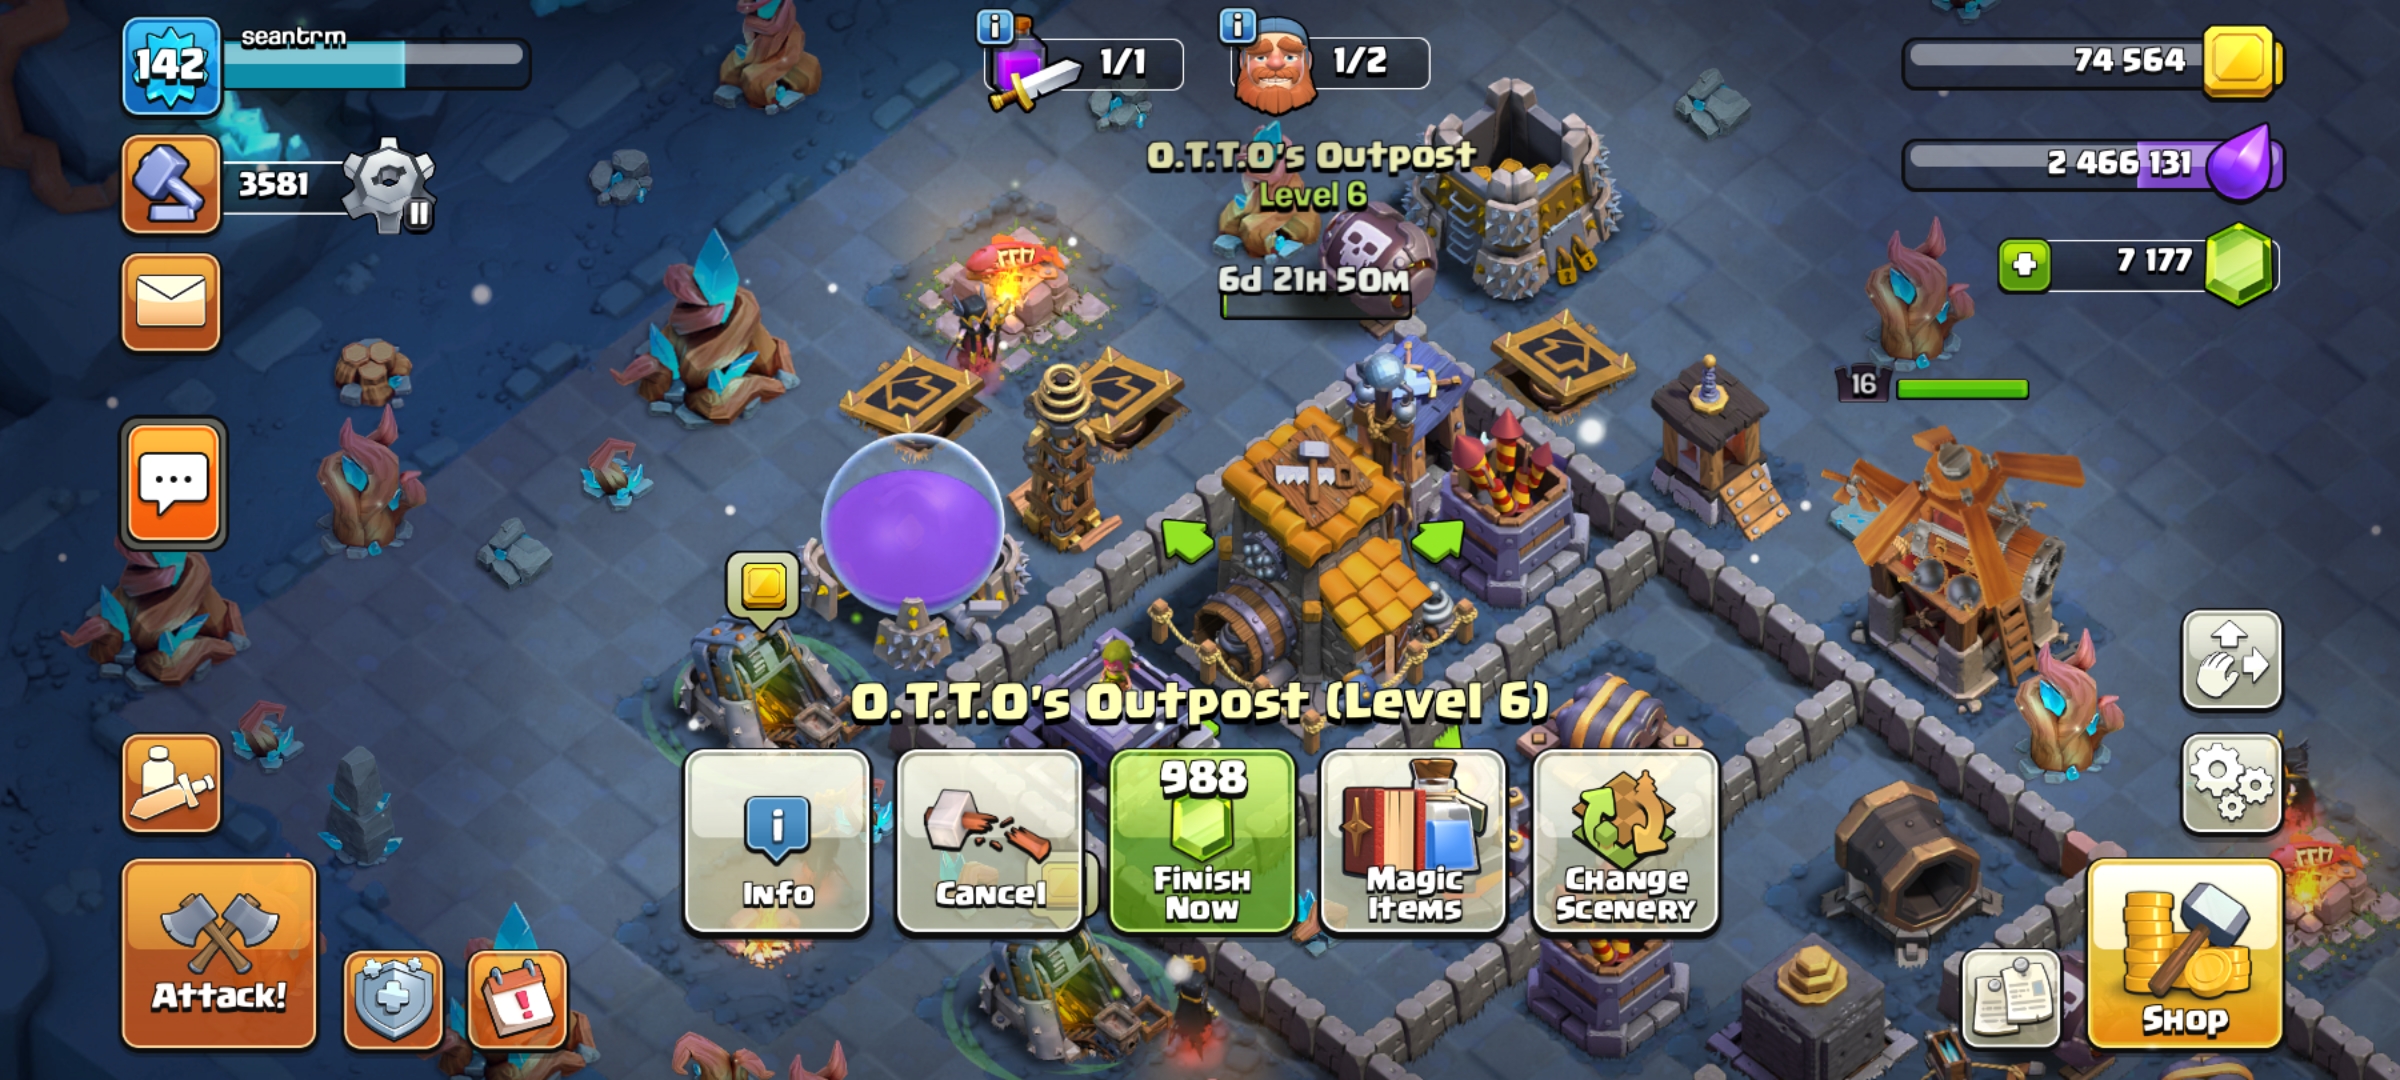 142
seantrm
1/1
1/2
74 564
3581
O.T.T.O's Outpost
Level 6
2 466 131
7 177
6d 21h 50m
16
O.T.T.O's Outpost (Level 6)
Info
Cancel
988
Finish
Now
Magic
Items
Change
Scenery
Attack!
Shop